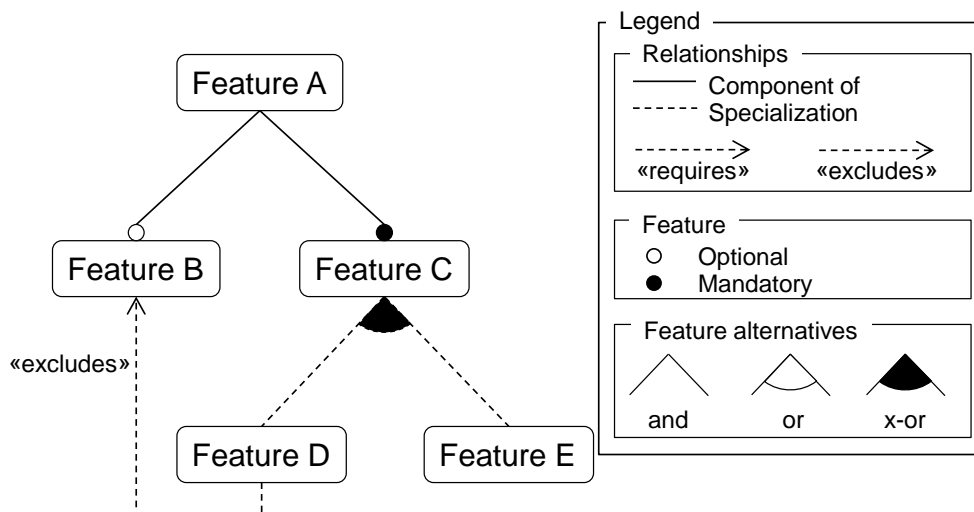 Feature A
Feature B
Feature C
«excludes»
Feature D
Feature E
Legend
Relationships
Component of
Specialization
«requires»
«excludes»
Feature
Optional
Mandatory
Feature alternatives
and
or
x-or